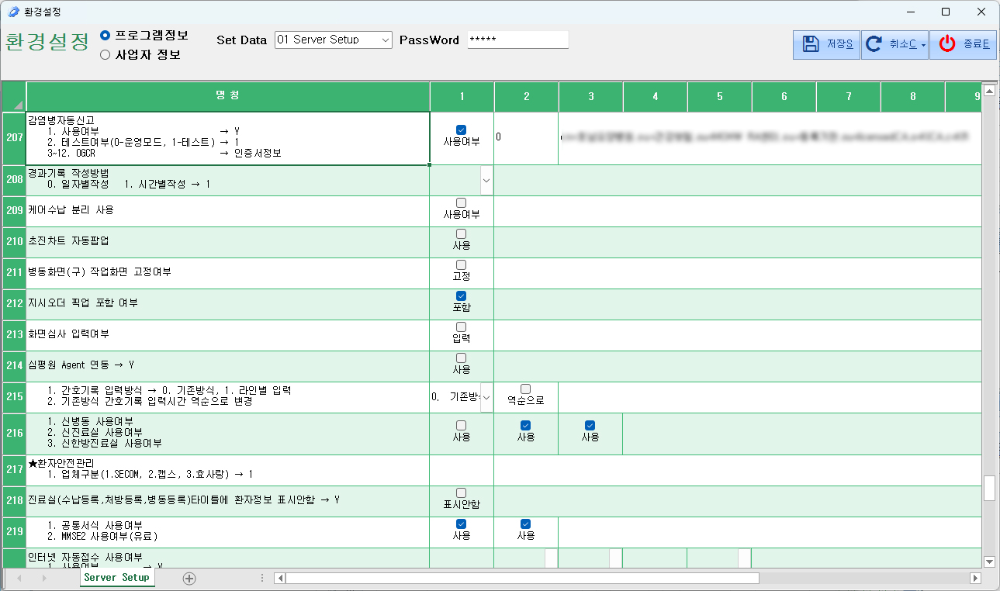 환경설정
환경설정
프로그램정보
사업자 정보
Set Data 01 Server Setup PassWord *****
저장S 취소C 종료E
명 칭 1 2 3 4 5 6 7 8 9
207 감염병자동신고
1. 사용여부 → Y
2. 테스트여부(0-운영모드, 1-테스트) → 1
3~12. OGCR → 인증서정보
사용여부 0
208 경과기록 작성방법
0. 일자별작성 1. 시간별작성 → 1
209 케어수납 분리 사용 사용여부
210 초진차트 자동팝업 사용
211 병동화면(구) 작업화면 고정여부 고정
212 지시오더 픽업 포함 여부 포함
213 화면심사 입력여부 입력
214 심평원 Agent 연동 → Y 사용
215 1. 간호기록 입력방식 → 0. 기존방식, 1. 라인별 입력
2. 기존방식 간호기록 입력시간 역순으로 변경
0. 기존방식 역순으로
216 1. 신병동 사용여부
2. 신진료실 사용여부
3. 신한방진료실 사용여부
사용 사용 사용
217 ★환자안전관리
1. 업체구분(1.SECOM, 2.캡스, 3.효사랑) → 1
218 진료실(수납등록,처방등록,병동등록)타이틀에 환자정보 표시안함 → Y 표시안함
219 1. 공통서식 사용여부
2. MMSE2 사용여부(유료)
사용 사용
인터넷 자동접수 사용여부
1. 사용여부 → Y
Server Setup